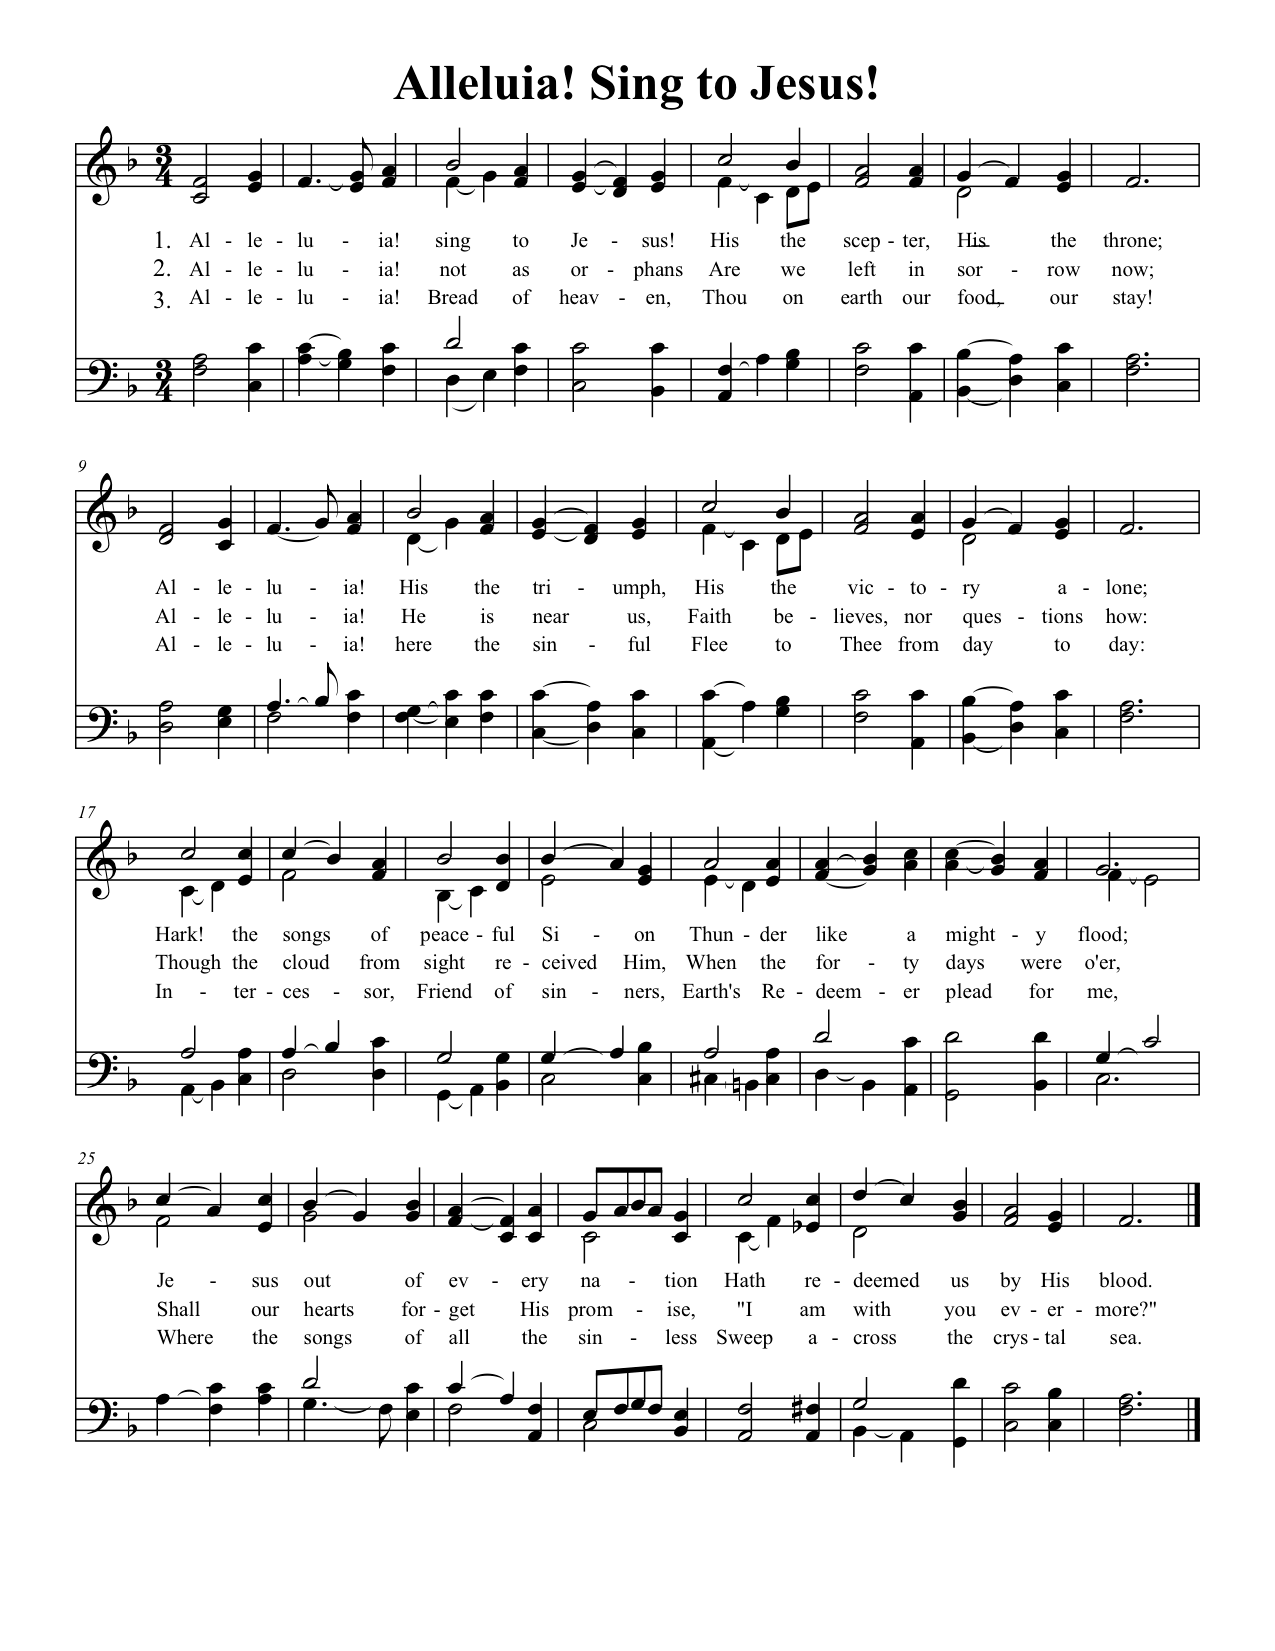 Alleluia! Sing to Jesus!
3
4
1. Al - le - lu - ia! sing to Je - sus! His the scep - ter, His the throne;
2. Al - le - lu - ia! not as or - phans Are we left in sor - row now;
3. Al - le - lu - ia! Bread of heav - en, Thou on earth our food, our stay!
3
4
9
Al - le - lu - ia! His the tri - umph, His the vic - to - ry a - lone;
Al - le - lu - ia! He is near us, Faith be - lieves, nor ques - tions how:
Al - le - lu - ia! here the sin - ful Flee to Thee from day to day:
17
Hark! the songs of peace - ful Si - on Thun - der like a might - y flood;
Though the cloud from sight re - ceived Him, When the for - ty days were o'er,
In - ter - ces - sor, Friend of sin - ners, Earth's Re - deem - er plead for me,
25
Je - sus out of ev - ery na - tion Hath re - deemed us by His blood.
Shall our hearts for - get His prom - ise, "I am with you ev - er - more?"
Where the songs of all the sin - less Sweep a - cross the crys - tal sea.